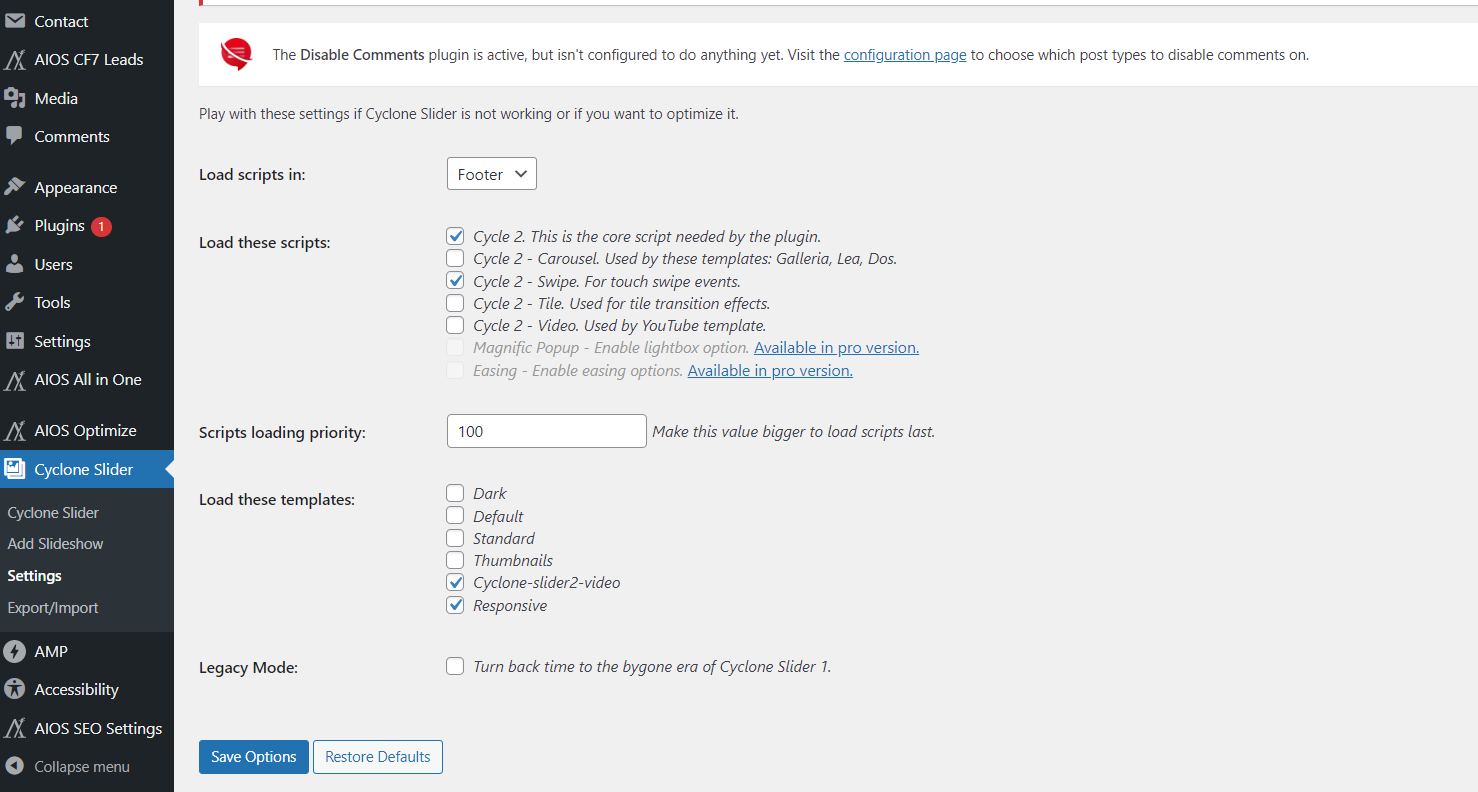 Contact
AIOS CF7 Leads
Media
Comments
Appearance
Plugins 1
Users
Tools
Settings
AIOS All in One
AIOS Optimize
Cyclone Slider
Cyclone Slider
Add Slideshow
Settings
Export/Import
AMP
Accessibility
AIOS SEO Settings
Collapse menu
The Disable Comments plugin is active, but isn't configured to do anything yet. Visit the configuration page to choose which post types to disable comments on.
Play with these settings if Cyclone Slider is not working or if you want to optimize it.
Load scripts in: Footer
Load these scripts:
Cycle 2. This is the core script needed by the plugin.
Cycle 2 - Carousel. Used by these templates: Galleria, Lea, Dos.
Cycle 2 - Swipe. For touch swipe events.
Cycle 2 - Tile. Used for tile transition effects.
Cycle 2 - Video. Used by YouTube template.
Magnific Popup - Enable lightbox option. Available in pro version.
Easing - Enable easing options. Available in pro version.
Scripts loading priority: 100 Make this value bigger to load scripts last.
Load these templates:
Dark
Default
Standard
Thumbnails
Cyclone-slider2-video
Responsive
Legacy Mode: Turn back time to the bygone era of Cyclone Slider 1.
Save Options Restore Defaults